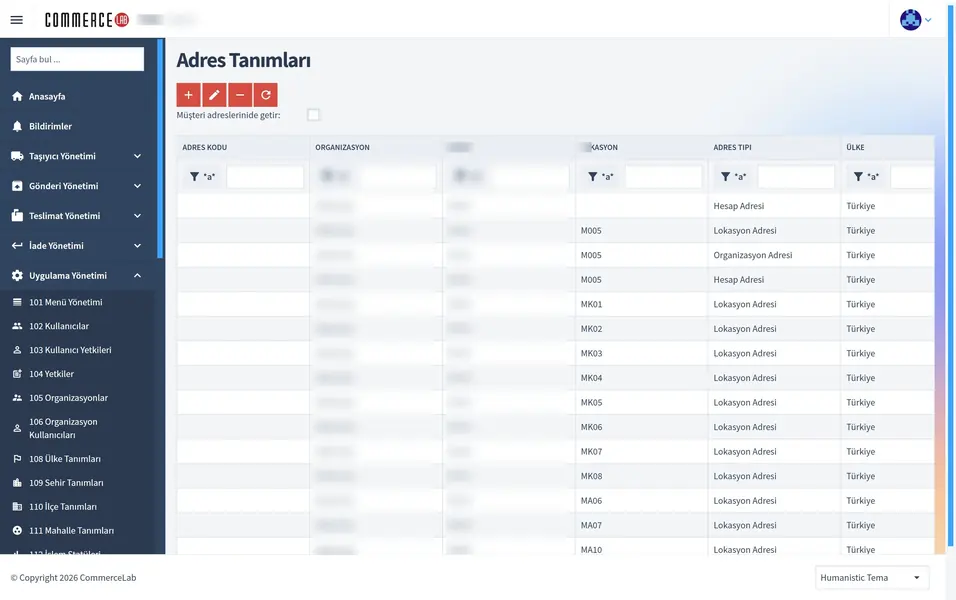 COMMERCE LAB
Sayfa bul ...
Anasayfa
Bildirimler
Taşıyıcı Yönetimi
Gönderi Yönetimi
Teslimat Yönetimi
İade Yönetimi
Uygulama Yönetimi
101 Menü Yönetimi
102 Kullanıcılar
103 Kullanıcı Yetkileri
104 Yetkiler
105 Organizasyonlar
106 Organizasyon
Kullanıcıları
108 Ülke Tanımları
109 Sehir Tanımları
110 İlçe Tanımları
111 Mahalle Tanımları
112 İşlem Statüleri
Adres Tanımları
Müşteri adreslerinide getir:
ADRES KODU ORGANIZASYON KASYON ADRES TIPI ÜLKE
*a* *a* *a* *a*
Hesap Adresi Türkiye
M005 Lokasyon Adresi Türkiye
M005 Organizasyon Adresi Türkiye
M005 Hesap Adresi Türkiye
MK01 Lokasyon Adresi Türkiye
MK02 Lokasyon Adresi Türkiye
MK03 Lokasyon Adresi Türkiye
MK04 Lokasyon Adresi Türkiye
MK05 Lokasyon Adresi Türkiye
MK06 Lokasyon Adresi Türkiye
MK07 Lokasyon Adresi Türkiye
MK08 Lokasyon Adresi Türkiye
MA06 Lokasyon Adresi Türkiye
MA07 Lokasyon Adresi Türkiye
MA10 Lokasyon Adresi Türkiye
© Copyright 2026 CommerceLab
Humanistic Tema